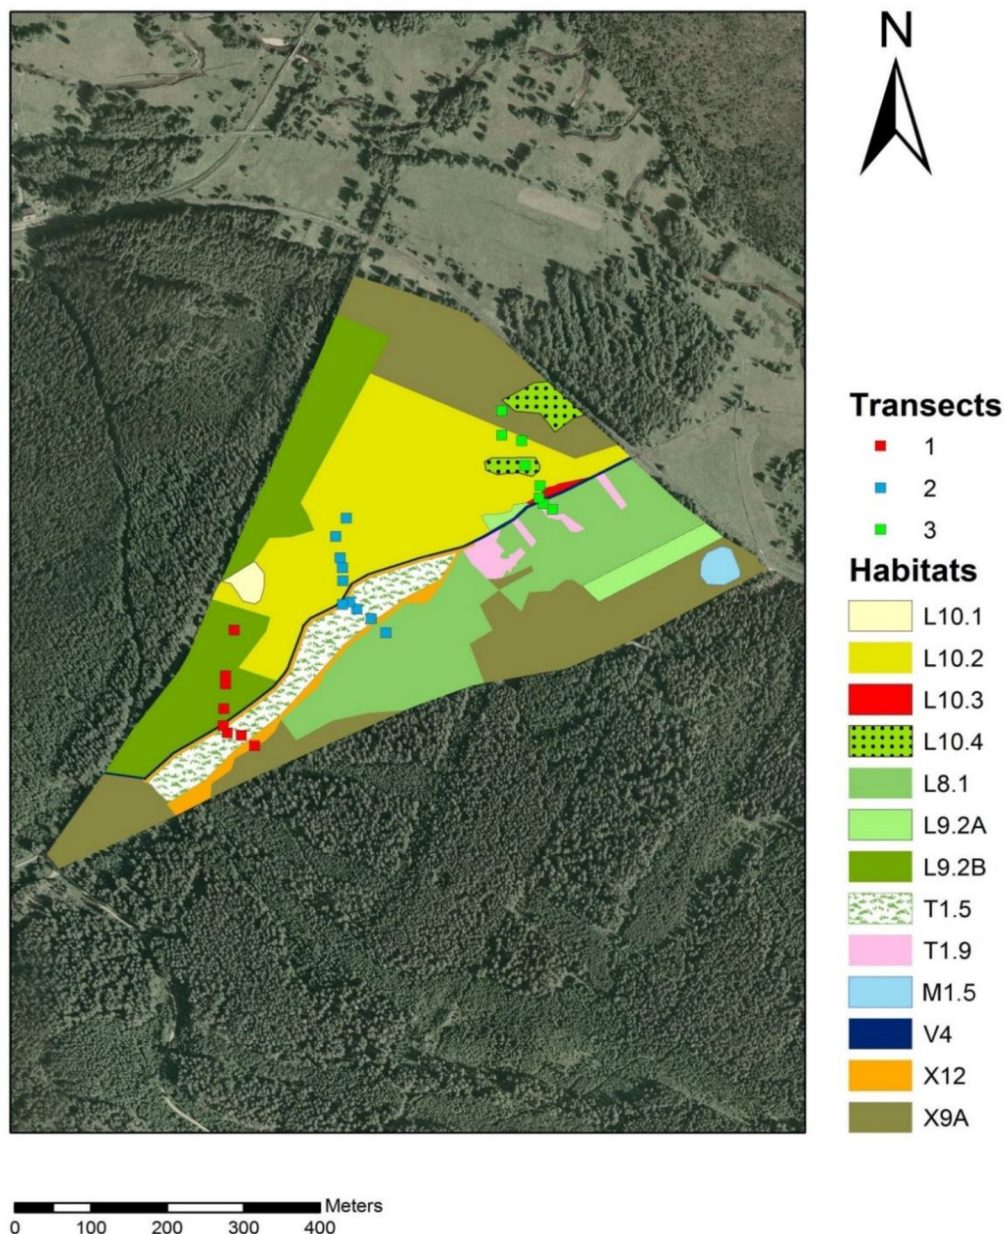 N
Transects
1
2
3
Habitats
L10.1
L10.2
L10.3
L10.4
L8.1
L9.2A
L9.2B
T1.5
T1.9
M1.5
V4
X12
X9A
Meters
0 100 200 300 400